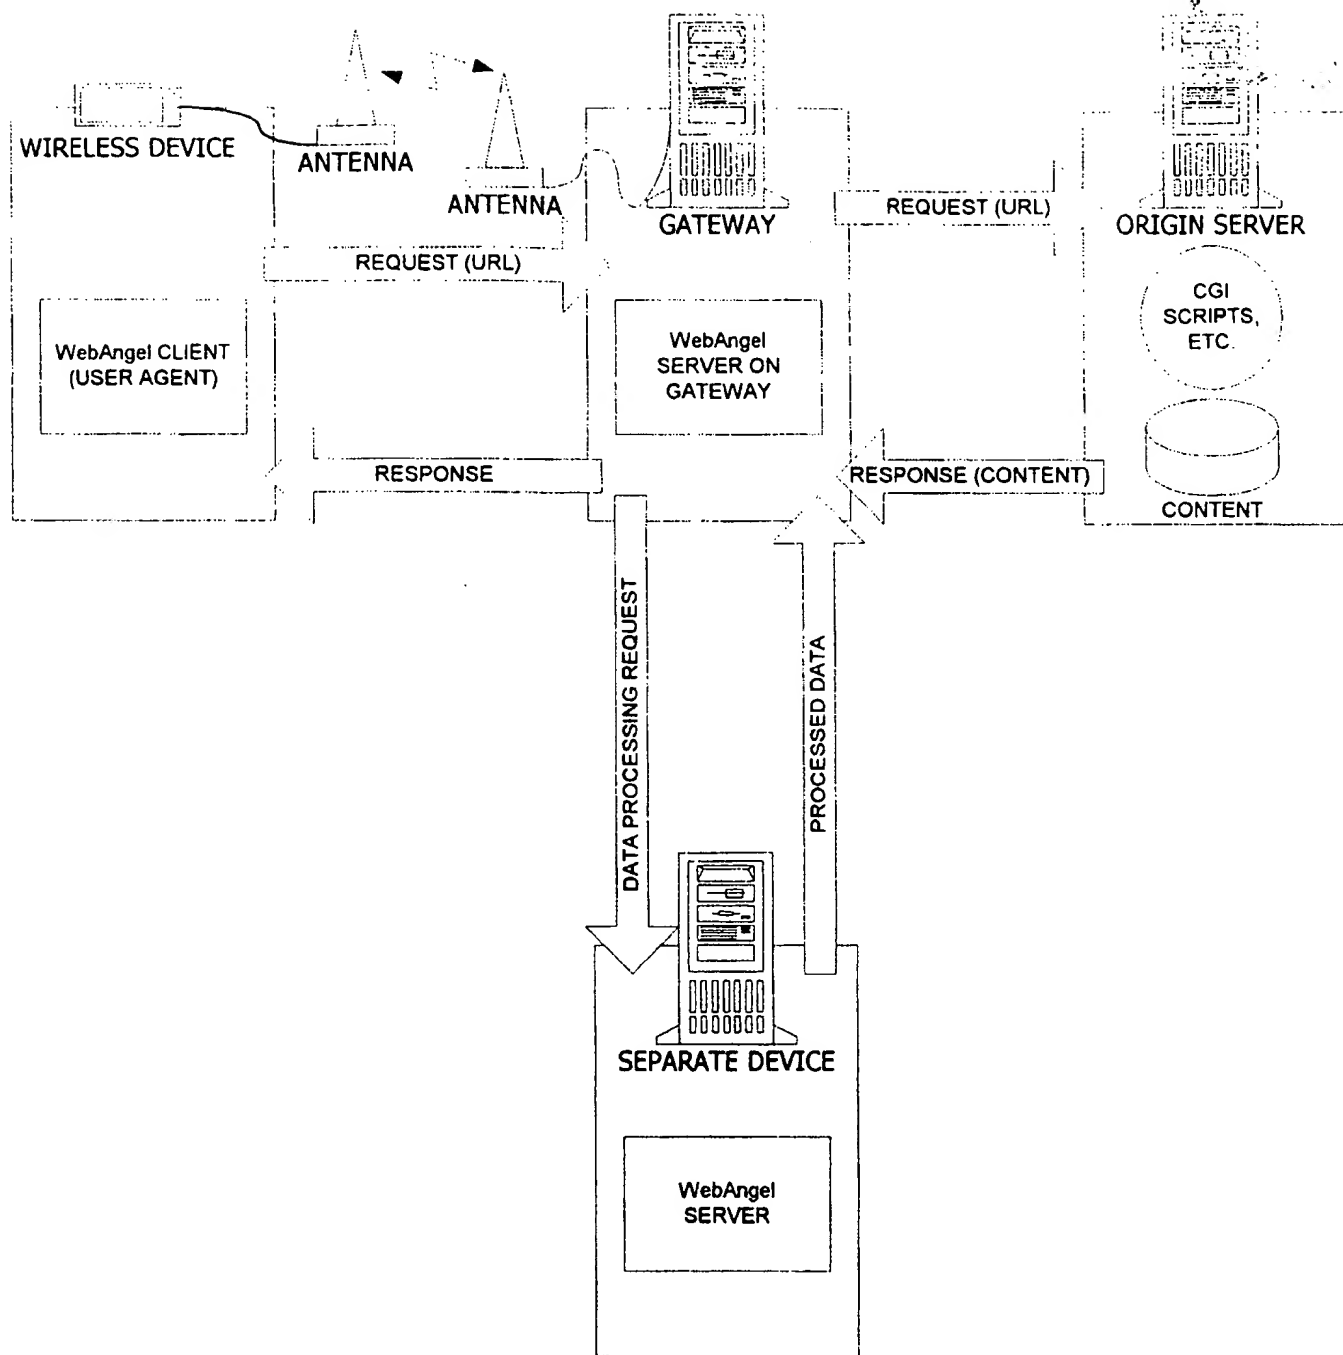 WIRELESS DEVICE
ANTENNA
ANTENNA
GATEWAY
REQUEST (URL)
ORIGIN SERVER
REQUEST (URL)
CGI
SCRIPTS,
ETC.
WebAngel CLIENT
(USER AGENT)
WebAngel
SERVER ON
GATEWAY
RESPONSE
RESPONSE (CONTENT)
CONTENT
DATA PROCESSING REQUEST
PROCESSED DATA
SEPARATE DEVICE
WebAngel
SERVER